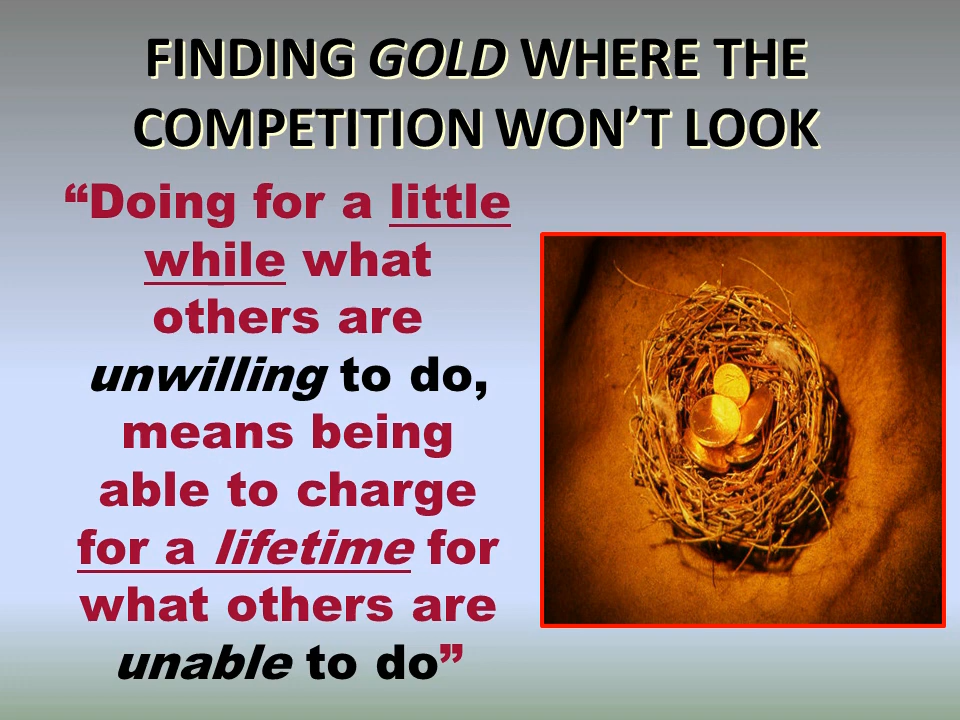 FINDING GOLD WHERE THE
COMPETITION WON’T LOOK
“Doing for a little
while what
others are
unwilling to do,
means being
able to charge
for a lifetime for
what others are
unable to do”